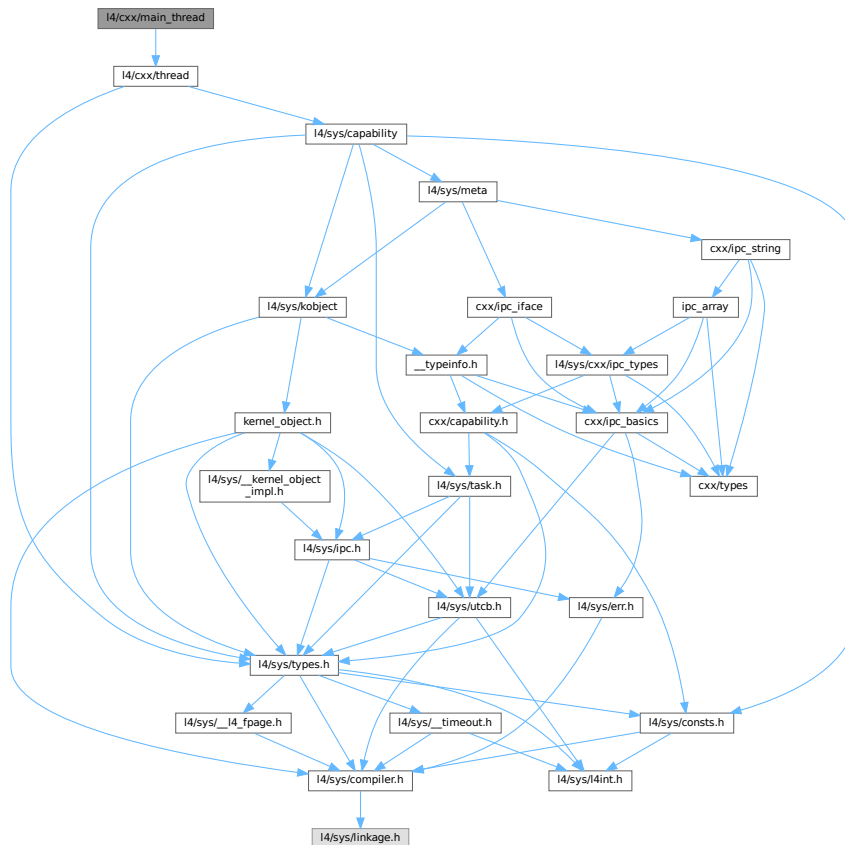 l4/cxx/main_thread
l4/cxx/thread
l4/sys/capability
l4/sys/meta
cxx/ipc_string
l4/sys/kobject
cxx/ipc_iface
ipc_array
__typeinfo.h
l4/sys/cxx/ipc_types
kernel_object.h
cxx/capability.h
cxx/ipc_basics
l4/sys/__kernel_object
_impl.h
l4/sys/task.h
cxx/types
l4/sys/ipc.h
l4/sys/utcb.h
l4/sys/err.h
l4/sys/types.h
l4/sys/__l4_fpage.h
l4/sys/__timeout.h
l4/sys/consts.h
l4/sys/compiler.h
l4/sys/l4int.h
l4/sys/linkage.h